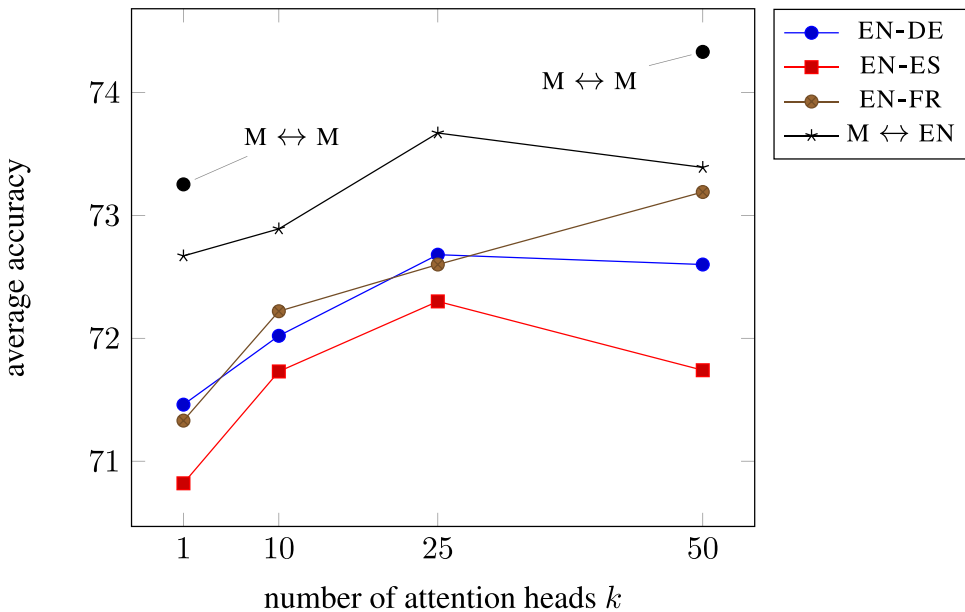 EN-DE
EN-ES
EN-FR
M ↔ EN
M ↔ M
M ↔ M
74
73
72
71
average accuracy
1 10 25 50
number of attention heads k